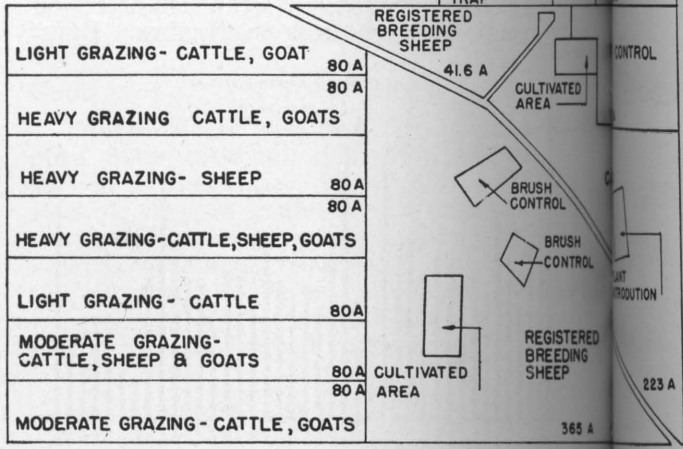 TRAP
REGISTERED
BREEDING
SHEEP
41.6 A
CONTROL
CULTIVATED
AREA
LIGHT GRAZING- CATTLE, GOAT
80 A
80 A
HEAVY GRAZING CATTLE, GOATS
HEAVY GRAZING- SHEEP
80 A
80 A
HEAVY GRAZING-CATTLE,SHEEP,GOATS
LIGHT GRAZING - CATTLE
80 A
MODERATE GRAZING-
CATTLE, SHEEP & GOATS
80 A
80 A
MODERATE GRAZING - CATTLE, GOATS
BRUSH
CONTROL
BRUSH
CONTROL
CULTIVATED
AREA
REGISTERED
BREEDING
SHEEP
365 A
223 A